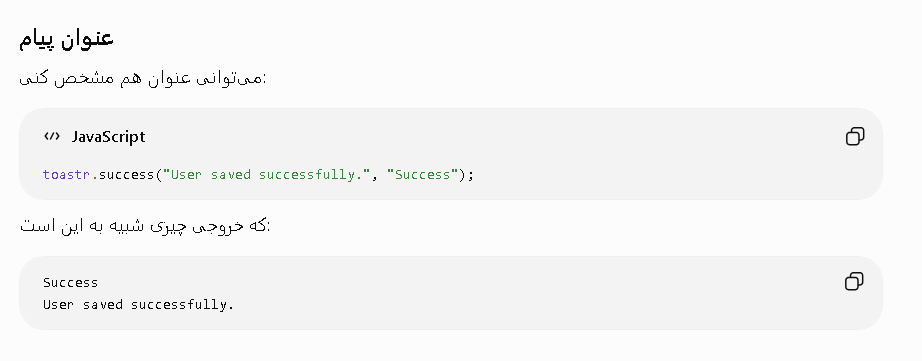 عنوان پیام
می‌توانی عنوان هم مشخص کنی:
JavaScript
toastr.success("User saved successfully.", "Success");
که خروجی چیزی شبیه به این است:
Success
User saved successfully.